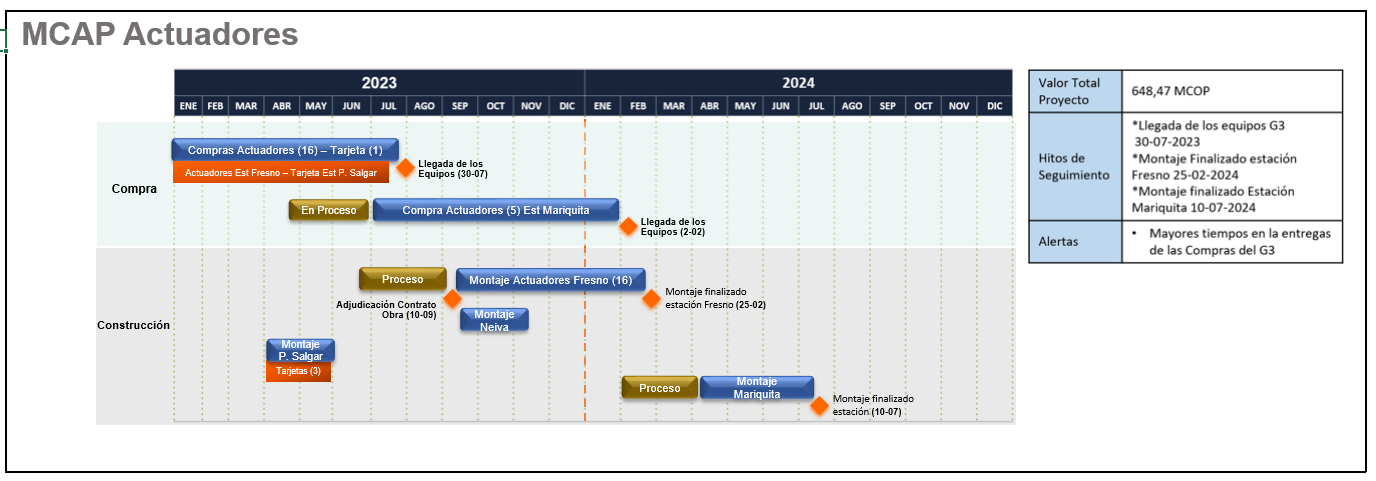 MCAP Actuadores
2023
2024
ENE FEB MAR ABR MAY JUN JUL AGO SEP OCT NOV DIC ENE FEB MAR ABR MAY JUN JUL AGO SEP OCT NOV DIC
Compra
Compras Actuadores (16) – Tarjeta (1)
Actuadores Est Fresno – Tarjeta Est P. Salgar
Llegada de los
Equipos (30-07)
En Proceso
Compra Actuadores (5) Est Mariquita
Llegada de los
Equipos (2-02)
Construcción
Proceso
Montaje Actuadores Fresno (16)
Adjudicación Contrato
Obra (10-09)
Montaje finalizado
estación Fresno (25-02)
Montaje
Neiva
Montaje
P. Salgar
Tarjetas (3)
Proceso
Montaje
Mariquita
Montaje finalizado
estación (10-07)
Valor Total
Proyecto
648,47 MCOP
Hitos de
Seguimiento
*Llegada de los equipos G3
30-07-2023
*Montaje Finalizado estación
Fresno 25-02-2024
*Montaje finalizado Estación
Mariquita 10-07-2024
Alertas
• Mayores tiempos en la entregas
de las Compras del G3